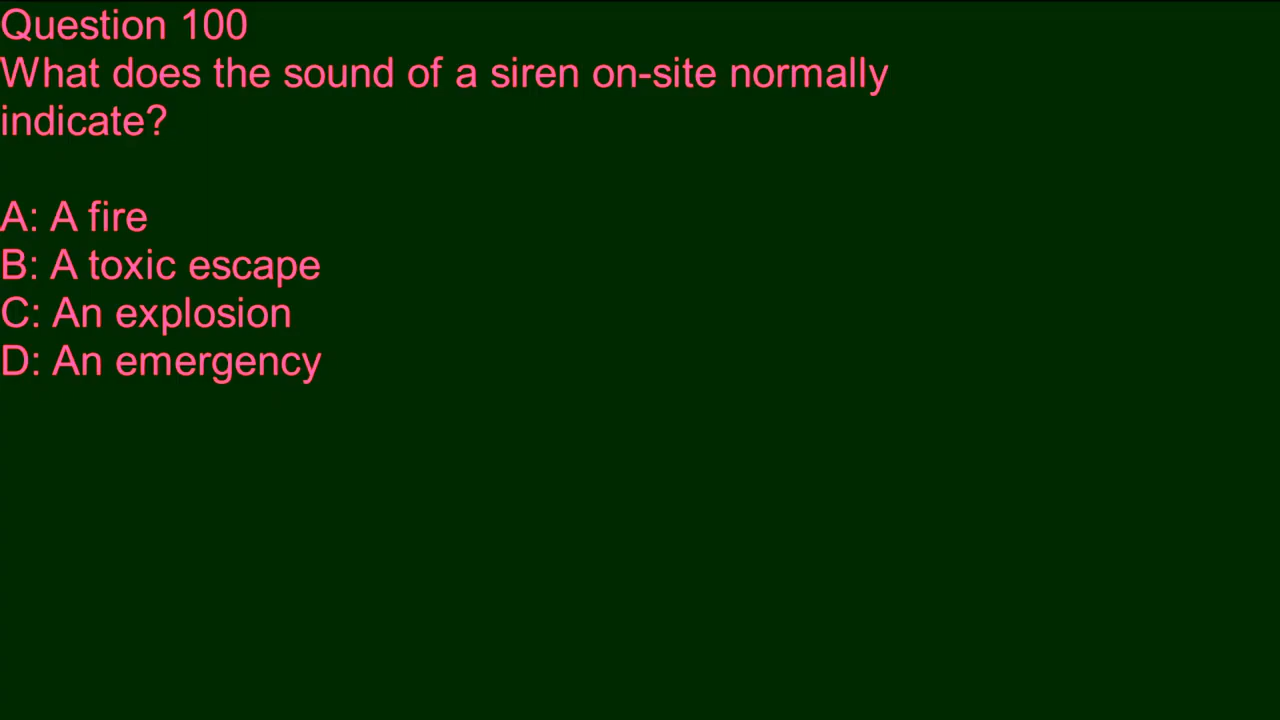 Question 100
What does the sound of a siren on-site normally
indicate?
A: A fire
B: A toxic escape
C: An explosion
D: An emergency